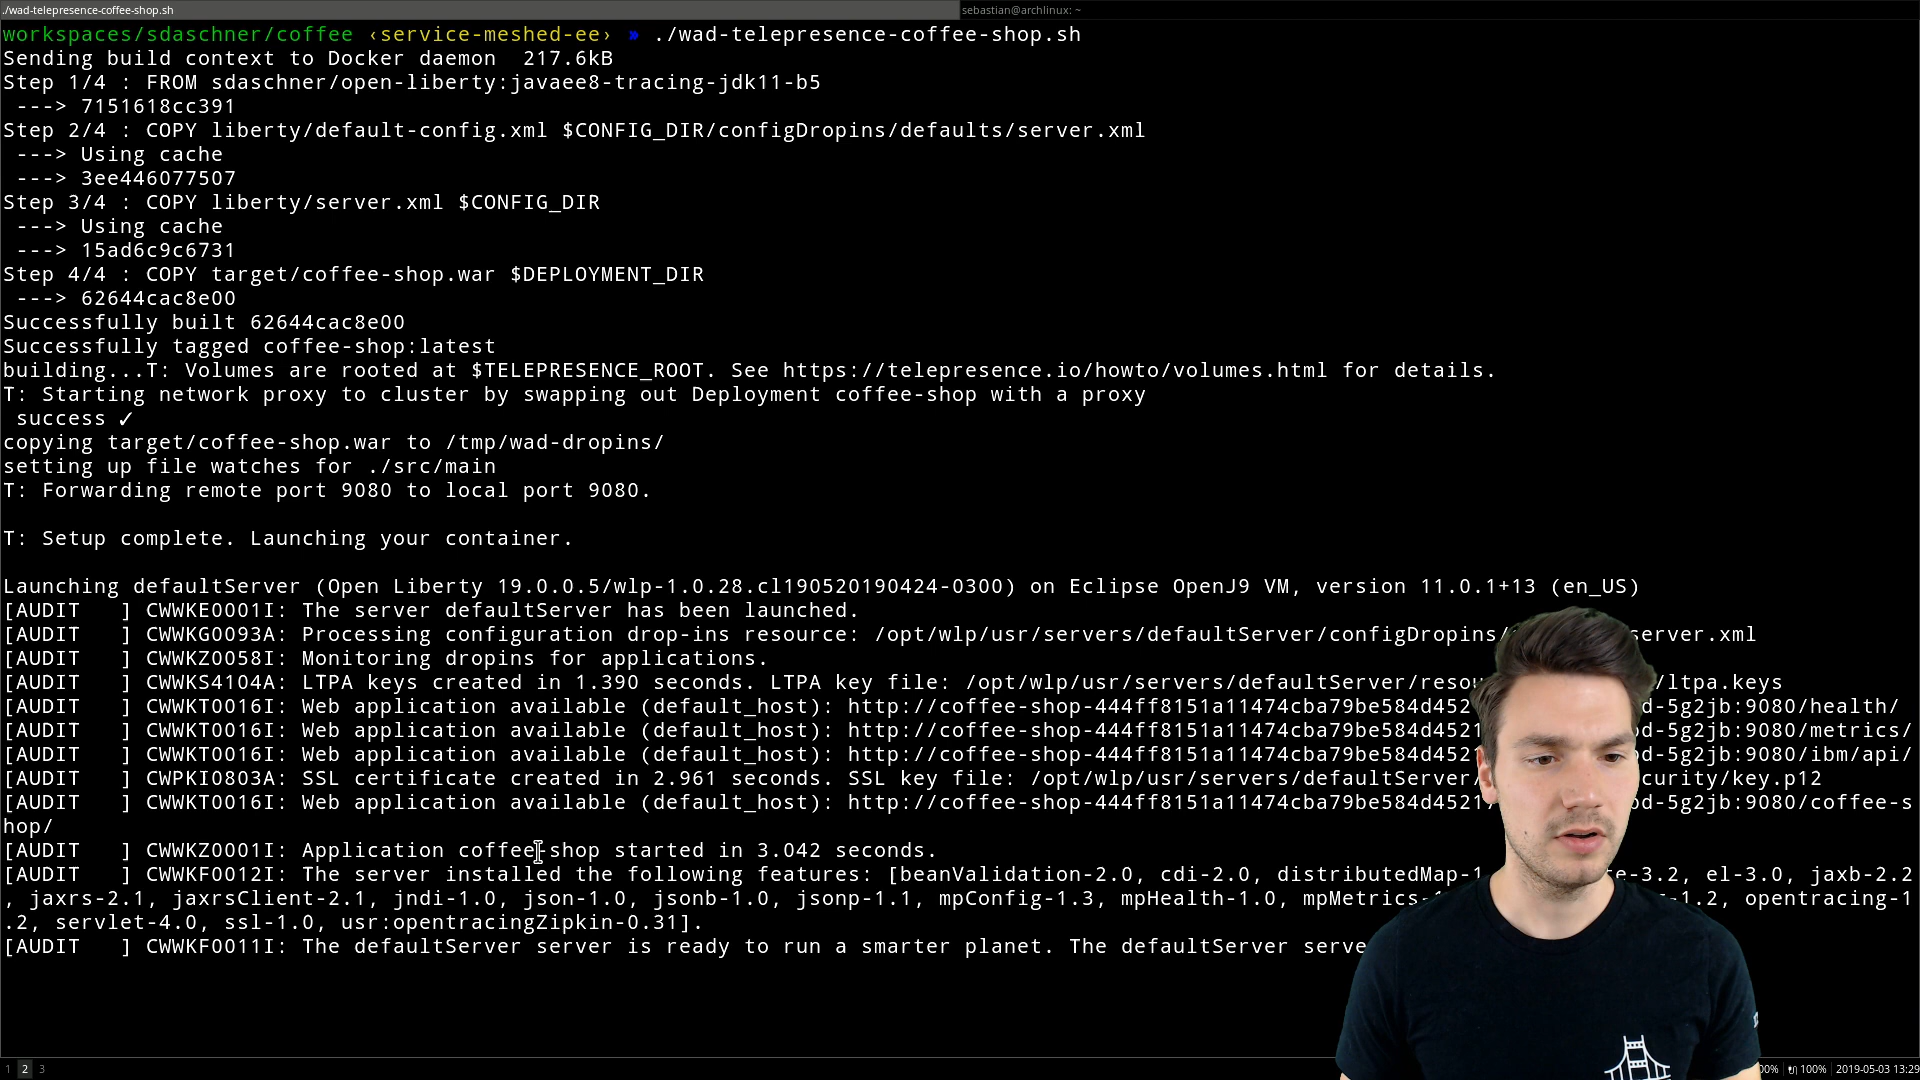 ./wad-telepresence-coffee-shop.sh
sebastian@archlinux: ~
workspaces/sdaschner/coffee ‹service-meshed-ee› » ./wad-telepresence-coffee-shop.sh
Sending build context to Docker daemon  217.6kB
Step 1/4 : FROM sdaschner/open-liberty:javaee8-tracing-jdk11-b5
 ---> 7151618cc391
Step 2/4 : COPY liberty/default-config.xml $CONFIG_DIR/configDropins/defaults/server.xml
 ---> Using cache
 ---> 3ee446077507
Step 3/4 : COPY liberty/server.xml $CONFIG_DIR
 ---> Using cache
 ---> 15ad6c9c6731
Step 4/4 : COPY target/coffee-shop.war $DEPLOYMENT_DIR
 ---> 62644cac8e00
Successfully built 62644cac8e00
Successfully tagged coffee-shop:latest
building...T: Volumes are rooted at $TELEPRESENCE_ROOT. See https://telepresence.io/howto/volumes.html for details.
T: Starting network proxy to cluster by swapping out Deployment coffee-shop with a proxy
 success ✓
copying target/coffee-shop.war to /tmp/wad-dropins/
setting up file watches for ./src/main
T: Forwarding remote port 9080 to local port 9080.
T: Setup complete. Launching your container.
Launching defaultServer (Open Liberty 19.0.0.5/wlp-1.0.28.cl190520190424-0300) on Eclipse OpenJ9 VM, version 11.0.1+13 (en_US)
[AUDIT   ] CWWKE0001I: The server defaultServer has been launched.
[AUDIT   ] CWWKG0093A: Processing configuration drop-ins resource: /opt/wlp/usr/servers/defaultServer/configDropins/ server.xml
[AUDIT   ] CWWKZ0058I: Monitoring dropins for applications.
[AUDIT   ] CWWKS4104A: LTPA keys created in 1.390 seconds. LTPA key file: /opt/wlp/usr/servers/defaultServer/resou /ltpa.keys
[AUDIT   ] CWWKT0016I: Web application available (default_host): http://coffee-shop-444ff8151a11474cba79be584d452 d-5g2jb:9080/health/
[AUDIT   ] CWWKT0016I: Web application available (default_host): http://coffee-shop-444ff8151a11474cba79be584d4521 od-5g2jb:9080/metrics/
[AUDIT   ] CWWKT0016I: Web application available (default_host): http://coffee-shop-444ff8151a11474cba79be584d4521 od-5g2jb:9080/ibm/api/
[AUDIT   ] CWPKI0803A: SSL certificate created in 2.961 seconds. SSL key file: /opt/wlp/usr/servers/defaultServer/ curity/key.p12
[AUDIT   ] CWWKT0016I: Web application available (default_host): http://coffee-shop-444ff8151a11474cba79be584d4521 od-5g2jb:9080/coffee-s
hop/
[AUDIT   ] CWWKZ0001I: Application coffee-shop started in 3.042 seconds.
[AUDIT   ] CWWKF0012I: The server installed the following features: [beanValidation-2.0, cdi-2.0, distributedMap-1 e-3.2, el-3.0, jaxb-2.2
, jaxrs-2.1, jaxrsClient-2.1, jndi-1.0, json-1.0, jsonb-1.0, jsonp-1.1, mpConfig-1.3, mpHealth-1.0, mpMetrics- -1.2, opentracing-1
.2, servlet-4.0, ssl-1.0, usr:opentracingZipkin-0.31].
[AUDIT   ] CWWKF0011I: The defaultServer server is ready to run a smarter planet. The defaultServer serve
1 2 3
00% 100% 2019-05-03 13:29